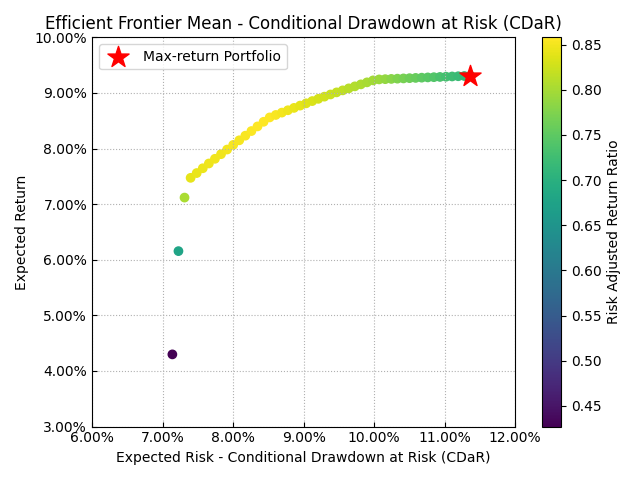 Efficient Frontier Mean - Conditional Drawdown at Risk (CDaR)
Max-return Portfolio
10.00%
9.00%
8.00%
7.00%
6.00%
5.00%
4.00%
3.00%
Expected Return
6.00% 7.00% 8.00% 9.00% 10.00% 11.00% 12.00%
Expected Risk - Conditional Drawdown at Risk (CDaR)
0.85
0.80
0.75
0.70
0.65
0.60
0.55
0.50
0.45
Risk Adjusted Return Ratio